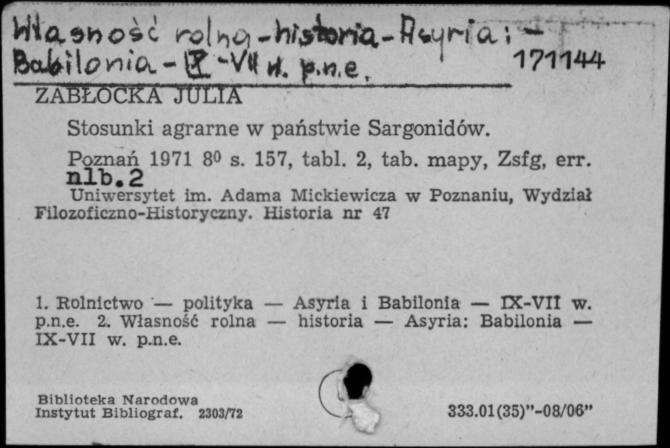 Własność rolna - historia - Asyria i -
Babilonia - IX - VII w. p.n.e.
171144
ZABŁOCKA JULIA
Stosunki agrarne w państwie Sargonidów.
Poznań 1971 8⁰ s. 157, tabl. 2, tab. mapy, Zsfg, err.
nlb.2
Uniwersytet im. Adama Mickiewicza w Poznaniu, Wydział
Filozoficzno-Historyczny. Historia nr 47
1. Rolnictwo — polityka — Asyria i Babilonia — IX-VII w.
p.n.e. 2. Własność rolna — historia — Asyria: Babilonia —
IX-VII w. p.n.e.
Biblioteka Narodowa
Instytut Bibliograf. 2303/72
333.01(35)”-08/06”